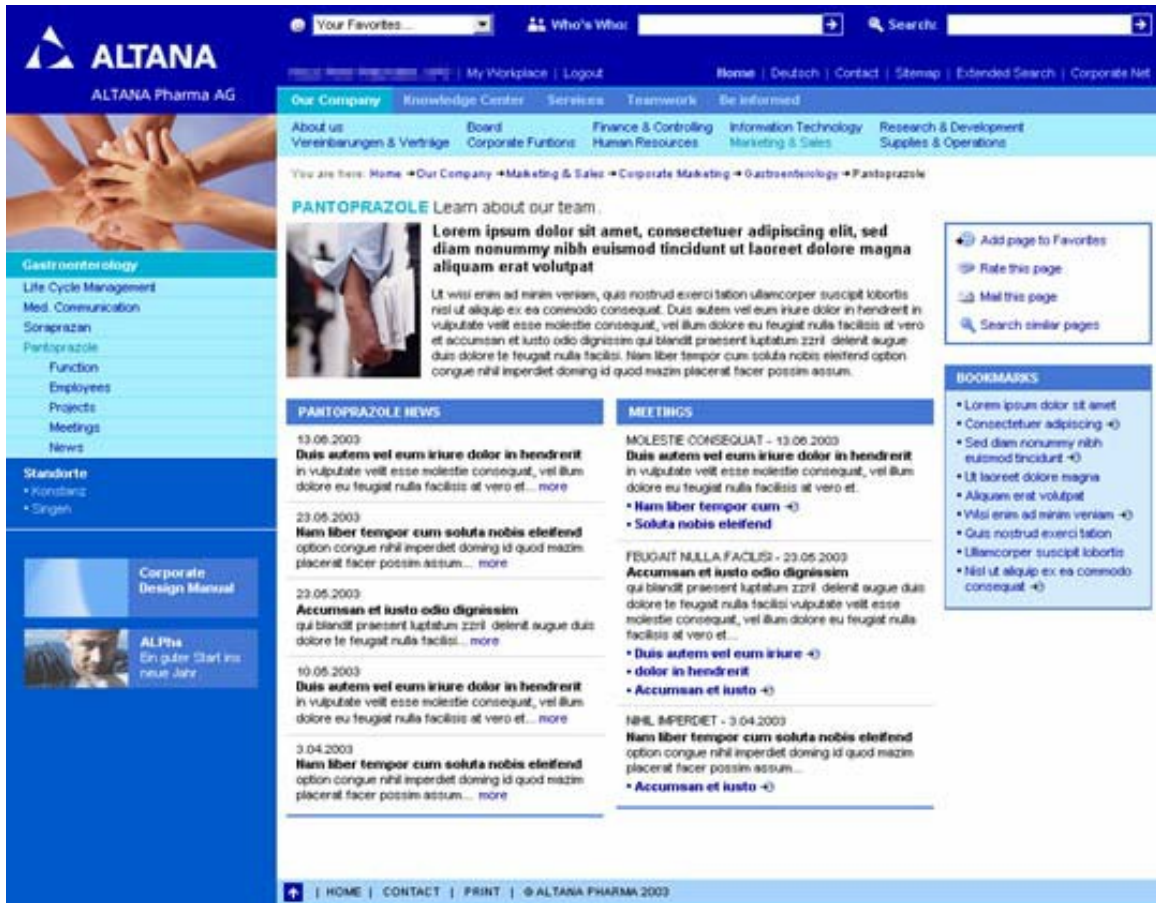 ALTANA
ALTANA Pharma AG
Your Favorites...
Who's Who:
Search:
| My Workplace | Logout
Home | Deutsch | Contact | Sitemap | Extended Search | Corporate Net
Our Company Knowledge Center Services Teamwork Be informed
About us Board Finance & Controlling Information Technology Research & Development
Vereinbarungen & Verträge Corporate Funtions Human Resources Marketing & Sales Supplies & Operations
You are here: Home Our Company Marketing & Sales Corporate Marketing Gastroenterology Pantoprazole
Gastroenterology
Life Cycle Management
Med. Communication
Soraprazan
Pantoprazole
Function
Employees
Projects
Meetings
News
Standorte
• Konstanz
• Singen
Corporate
Design Manual
ALPha
Ein guter Start ins
neue Jahr
PANTOPRAZOLE Learn about our team.
Lorem ipsum dolor sit amet, consectetuer adipiscing elit, sed
diam nonummy nibh euismod tincidunt ut laoreet dolore magna
aliquam erat volutpat
Ut wisi enim ad minim veniam, quis nostrud exerci tation ullamcorper suscipit lobortis
nisl ut aliquip ex ea commodo consequat. Duis autem vel eum iriure dolor in hendrerit in
vulputate velit esse molestie consequat, vel illum dolore eu feugiat nulla facilisis at vero
et accumsan et iusto odio dignissim qui blandit praesent luptatum zzril delenit augue
duis dolore te feugait nulla facilisi. Nam liber tempor cum soluta nobis eleifend option
congue nihil imperdiet doming id quod mazim placerat facer possim assum.
PANTOPRAZOLE NEWS
13.06.2003
Duis autem vel eum iriure dolor in hendrerit
in vulputate velit esse molestie consequat, vel illum
dolore eu feugiat nulla facilisis at vero et... more
23.05.2003
Nam liber tempor cum soluta nobis eleifend
option congue nihil imperdiet doming id quod mazim
placerat facer possim assum... more
23.05.2003
Accumsan et iusto odio dignissim
qui blandit praesent luptatum zzril delenit augue duis
dolore te feugait nulla facilisi... more
10.05.2003
Duis autem vel eum iriure dolor in hendrerit
in vulputate velit esse molestie consequat, vel illum
dolore eu feugiat nulla facilisis at vero et... more
3.04.2003
Nam liber tempor cum soluta nobis eleifend
option congue nihil imperdiet doming id quod mazim
placerat facer possim assum... more
MEETINGS
MOLESTIE CONSEQUAT - 13.06.2003
Duis autem vel eum iriure dolor in hendrerit
in vulputate velit esse molestie consequat, vel illum
dolore eu feugiat nulla facilisis at vero et.
• Nam liber tempor cum
• Soluta nobis eleifend
FEUGAIT NULLA FACILISI - 23.05.2003
Accumsan et iusto odio dignissim
qui blandit praesent luptatum zzril delenit augue duis
dolore te feugait nulla facilisi vulputate velit esse
molestie consequat, vel illum dolore eu feugiat nulla
facilisis at vero et...
• Duis autem vel eum iriure
• dolor in hendrerit
• Accumsan et iusto
NIHIL IMPERDIET - 3.04.2003
Nam liber tempor cum soluta nobis eleifend
option congue nihil imperdiet doming id quod mazim
placerat facer possim assum...
• Accumsan et iusto
Add page to Favorites
Rate this page
Mail this page
Search similar pages
BOOKMARKS
• Lorem ipsum dolor sit amet
• Consectetuer adipiscing
• Sed diam nonummy nibh
euismod tincidunt
• Ut laoreet dolore magna
• Aliquam erat volutpat
• Wisi enim ad minim veniam
• Quis nostrud exerci tation
• Ullamcorper suscipit lobortis
• Nisl ut aliquip ex ea commodo
consequat
| HOME | CONTACT | PRINT | © ALTANA PHARMA 2003